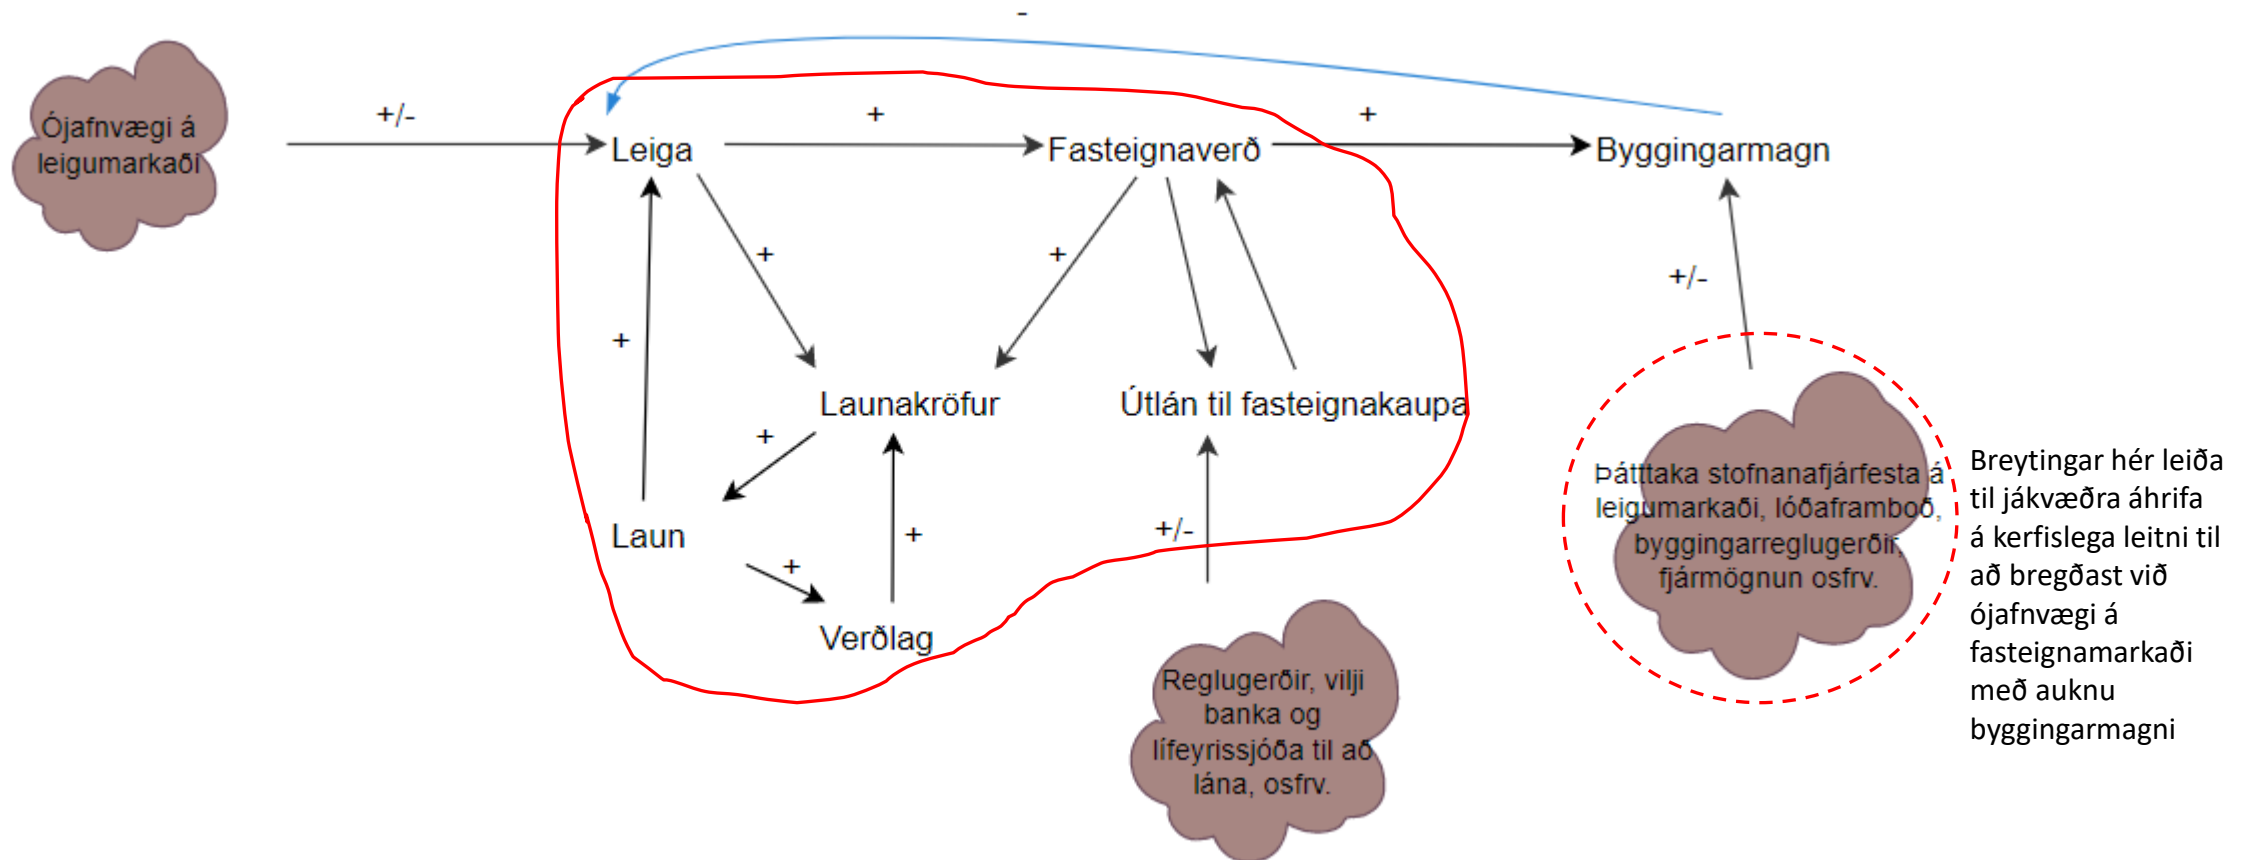 -
Ójafnvægi á
leigumarkaði
+/-
Leiga
+
Fasteignaverð
+
Byggingarmagn
+
+
+/-
+
Launakröfur
Útlán til fasteignakaupa
+
Laun
+
+
+/-
Verðlag
Reglugerðir, vilji
banka og
lífeyrissjóða til að
lána, osfrv.
Þátttaka stofnanafjárfesta á
leigumarkaði, lóðaframboð,
byggingarreglugerðir,
fjármögnun osfrv.
Breytingar hér leiða
til jákvæðra áhrifa
á kerfislega leitni til
að bregðast við
ójafnvægi á
fasteignamarkaði
með auknu
byggingarmagni